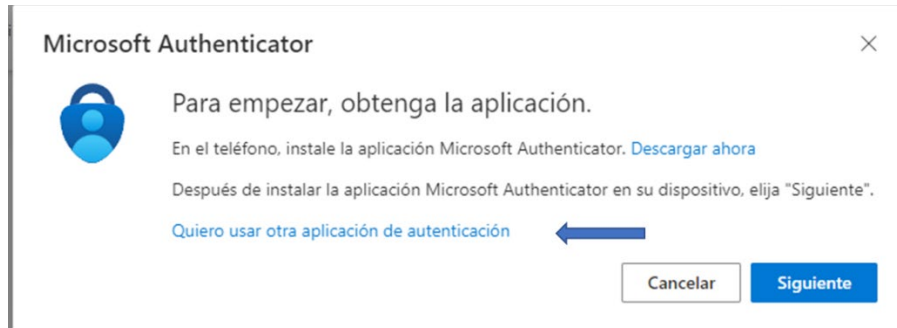 Microsoft Authenticator
Para empezar, obtenga la aplicación.
En el teléfono, instale la aplicación Microsoft Authenticator. Descargar ahora
Después de instalar la aplicación Microsoft Authenticator en su dispositivo, elija "Siguiente".
Quiero usar otra aplicación de autenticación
Cancelar Siguiente